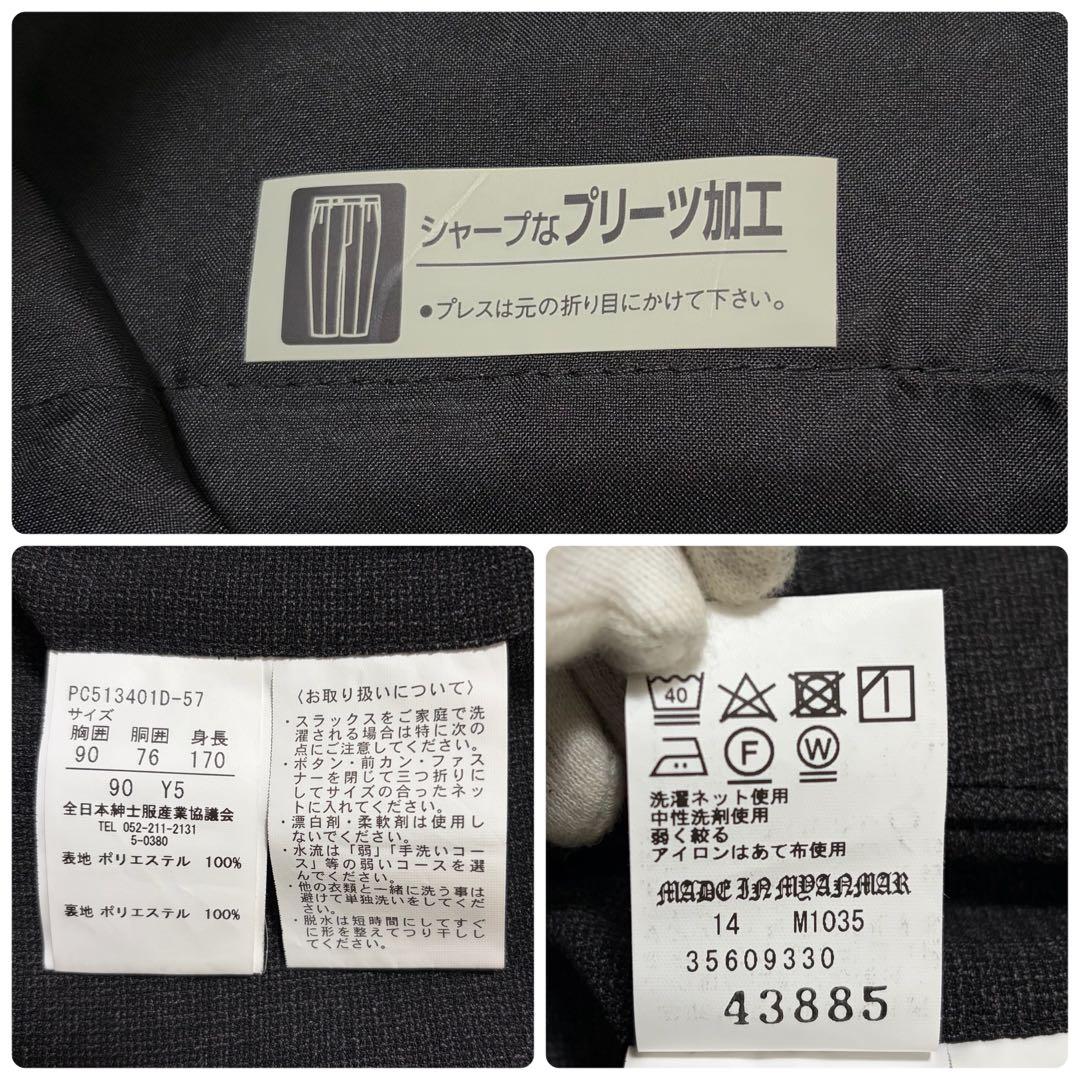 シャープなプリーツ加工
●プレスは元の折り目にかけて下さい。
PC513401D-57
サイズ
胸囲 胴囲 身長
90 76 170
90 Y5
全日本紳士服産業協議会
TEL 052-211-2131
5-0380
表地 ポリエステル 100%
裏地 ポリエステル 100%
〈お取り扱いについて〉
・スラックスをご家庭で洗
濯される場合は特に次の
点にご注意してください。
・ボタン・前カン・ファス
ナーを閉じて三つ折りに
してサイズの合ったネッ
トに入れてください。
・漂白剤・柔軟剤は使用し
ないでください。
・水流は「弱」「手洗いコー
ス」等の弱いコースを選
んでください。
・他の衣類と一緒に洗う事は
避けて単独洗いをしてくだ
さい。
・脱水は短時間にしてすぐ
に形を整えてつり干しし
てください。
40
F W
洗濯ネット使用
中性洗剤使用
弱く絞る
アイロンはあて布使用
MADE IN MYANMAR
14 M1035
35609330
43885